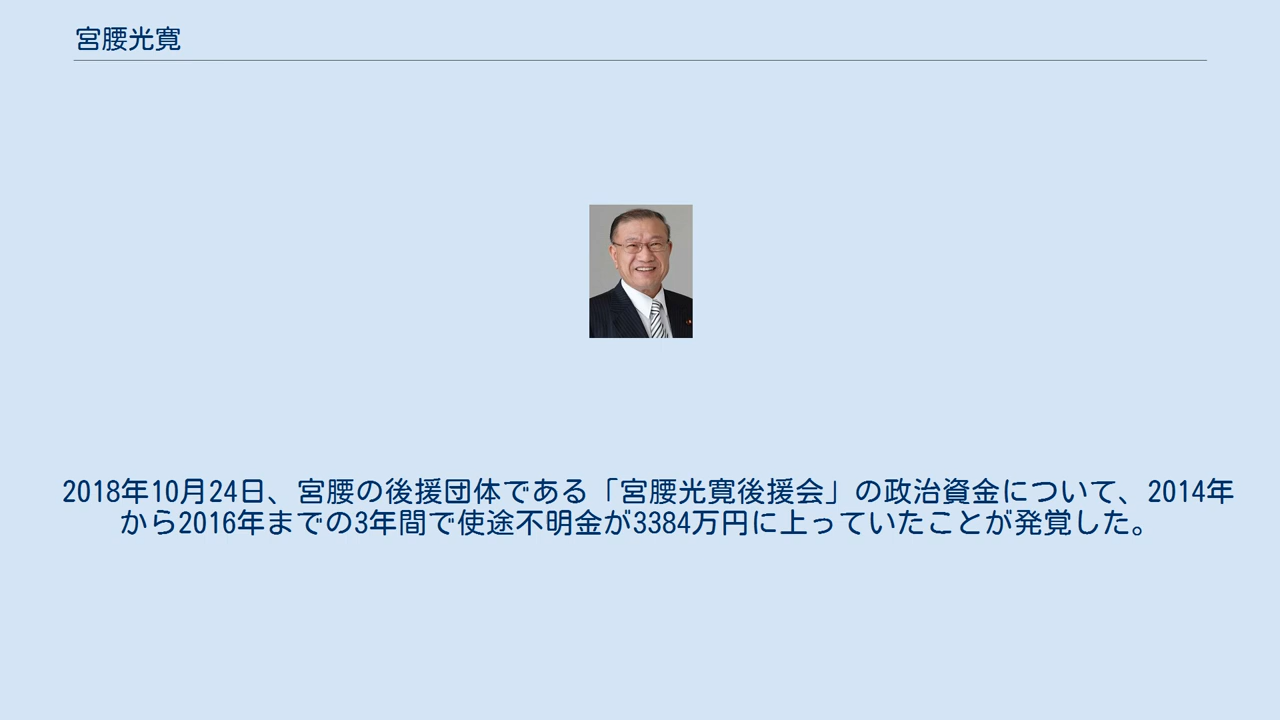 宮腰光寛
2018年10月24日、宮腰の後援団体である「宮腰光寛後援会」の政治資金について、2014年
から2016年までの3年間で使途不明金が3384万円に上っていたことが発覚した。